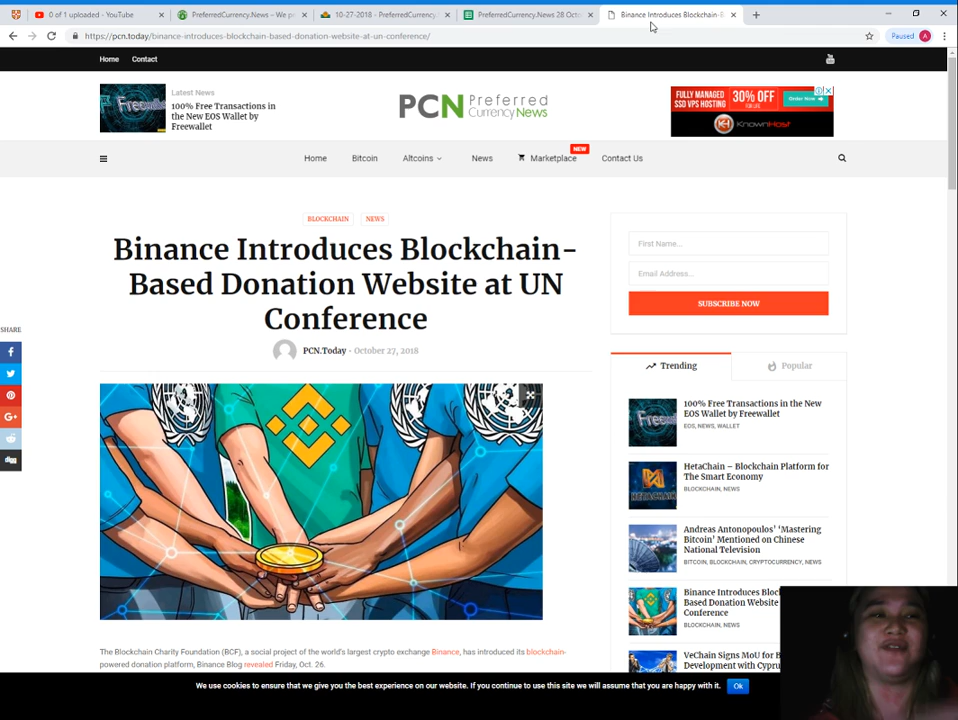 0 of 1 uploaded - YouTube
PreferredCurrency.News – We p
10-27-2018 - PreferredCurrency.
PreferredCurrency.News 28 Octo
Binance Introduces Blockchain-B
https://pcn.today/binance-introduces-blockchain-based-donation-website-at-un-conference/
Paused
A
Home
Contact
Latest News
100% Free Transactions in
the New EOS Wallet by
Freewallet
PCN Preferred
Currency News
FULLY MANAGED
SSD VPS HOSTING
30% OFF
FOR LIFE
Order Now
KNOWNHOST
Home
Bitcoin
Altcoins
News
Marketplace
NEW
Contact Us
BLOCKCHAIN
NEWS
Binance Introduces Blockchain-
Based Donation Website at UN
Conference
PCN.Today - October 27, 2018
SHARE
First Name...
Email Address...
SUBSCRIBE NOW
Trending
Popular
100% Free Transactions in the New
EOS Wallet by Freewallet
EOS, NEWS, WALLET
HetaChain – Blockchain Platform for
The Smart Economy
BLOCKCHAIN, NEWS
Andreas Antonopoulos' 'Mastering
Bitcoin' Mentioned on Chinese
National Television
BITCOIN, BLOCKCHAIN, CRYPTOCURRENCY, NEWS
Binance Introduces
Based Donation Website
Conference
BLOCKCHAIN, NEWS
VeChain Signs MoU for
Development with
The Blockchain Charity Foundation (BCF), a social project of the world's largest crypto exchange Binance, has introduced its blockchain-
powered donation platform, Binance Blog revealed Friday, Oct. 26.
We use cookies to ensure that we give you the best experience on our website. If you continue to use this site we will assume that you are happy with it.
Ok